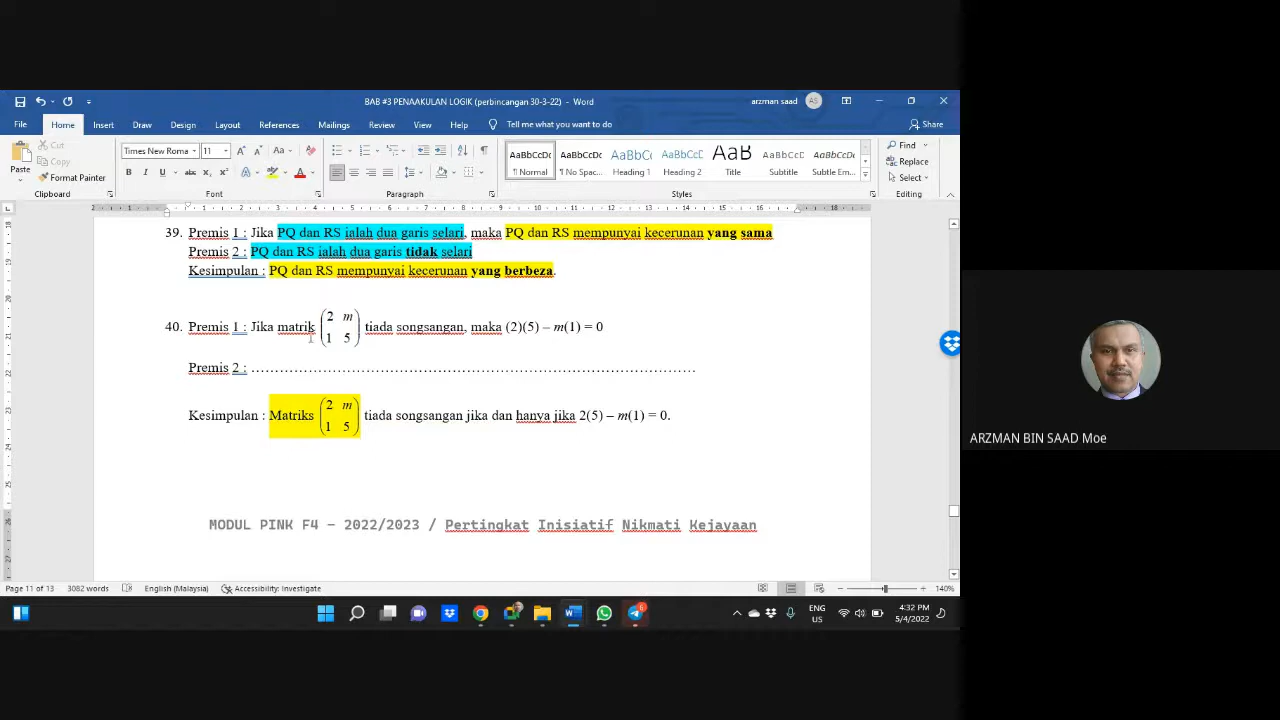 BAB #3 PENAAKULAN LOGIK (perbincangan 30-3-22) - Word
arzman saad AS
File Home Insert Draw Design Layout References Mailings Review View Help Tell me what you want to do Share
Paste Cut Copy Format Painter Clipboard
Times New Roma 11 Font
Paragraph
AaBbCcDc AaBbCcDc AaBbCc AaBbCcC AaB AaBbCcC AaBbCcDc
¶ Normal ¶ No Spac... Heading 1 Heading 2 Title Subtitle Subtle Em...
Styles
Find Replace Select Editing
39. Premis 1 : Jika PQ dan RS ialah dua garis selari, maka PQ dan RS mempunyai kecerunan yang sama
Premis 2 : PQ dan RS ialah dua garis tidak selari
Kesimpulan : PQ dan RS mempunyai kecerunan yang berbeza.
40. Premis 1 : Jika matrik (2 m 1 5) tiada songsangan, maka (2)(5) – m(1) = 0
Premis 2 : ……………………………………………………………………………
Kesimpulan : Matriks (2 m 1 5) tiada songsangan jika dan hanya jika 2(5) – m(1) = 0.
MODUL PINK F4 – 2022/2023 / Pertingkat Inisiatif Nikmati Kejayaan
Page 11 of 13 3082 words English (Malaysia) Accessibility: Investigate 140%
ENG US 4:32 PM 5/4/2022
ARZMAN BIN SAAD Moe